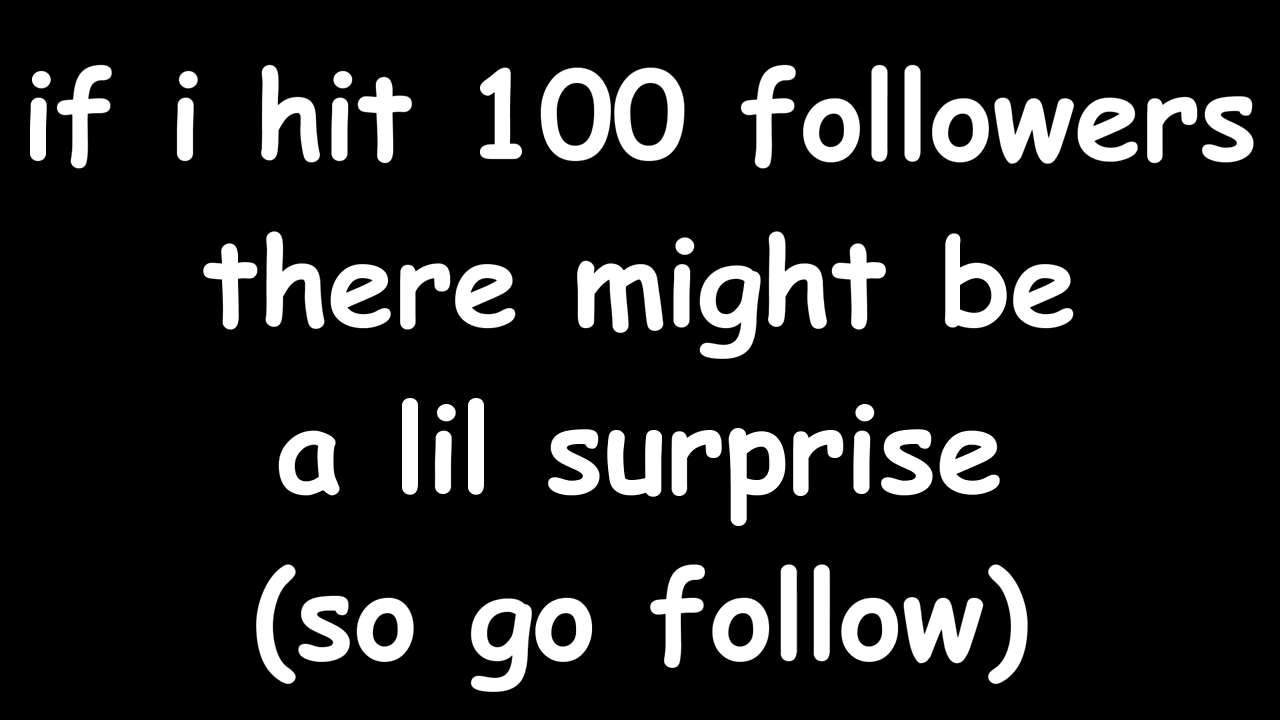 if i hit 100 followers
there might be
a lil surprise
(so go follow)